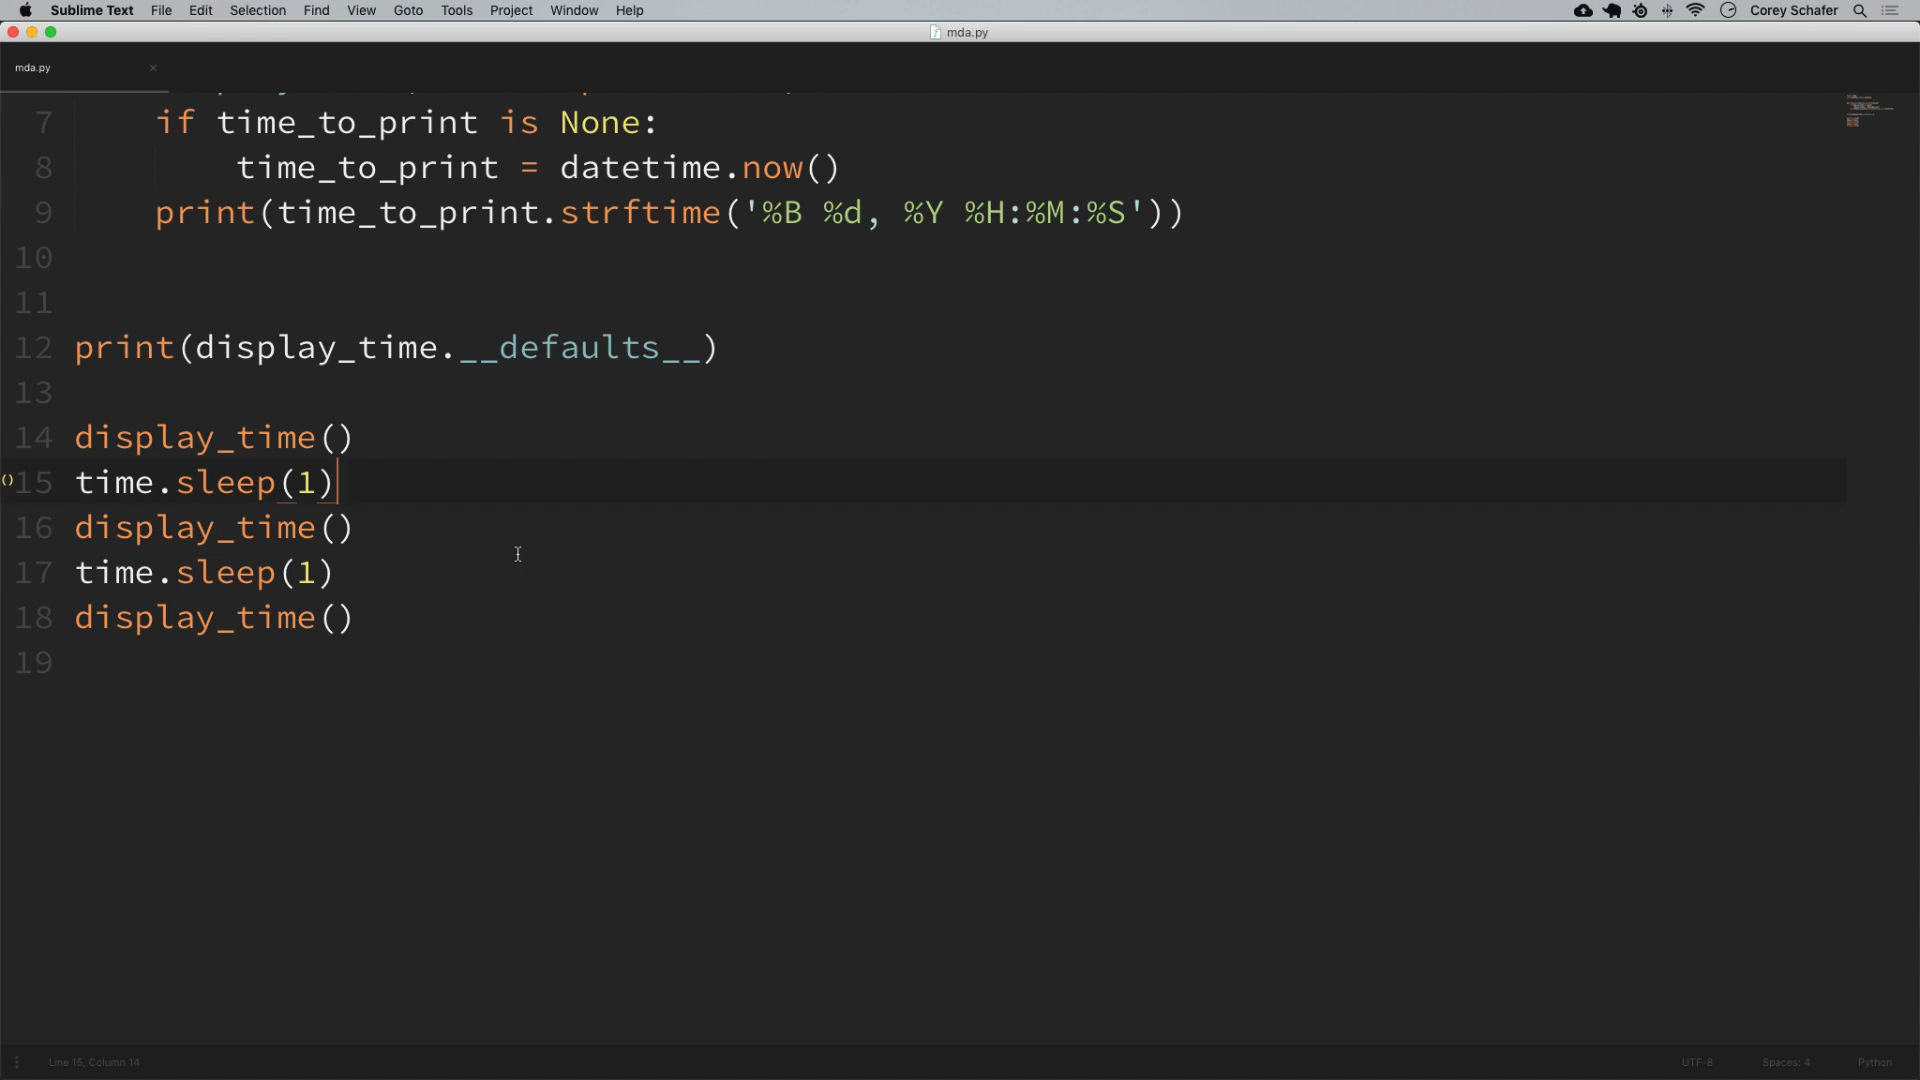 Sublime Text File Edit Selection Find View Goto Tools Project Window Help Corey Schafer
mda.py
mda.py ×
7     if time_to_print is None:
8         time_to_print = datetime.now()
9     print(time_to_print.strftime('%B %d, %Y %H:%M:%S'))
10
11
12 print(display_time.__defaults__)
13
14 display_time()
15 time.sleep(1)
16 display_time()
17 time.sleep(1)
18 display_time()
19
Line 15, Column 14 UTF-8 Spaces: 4 Python